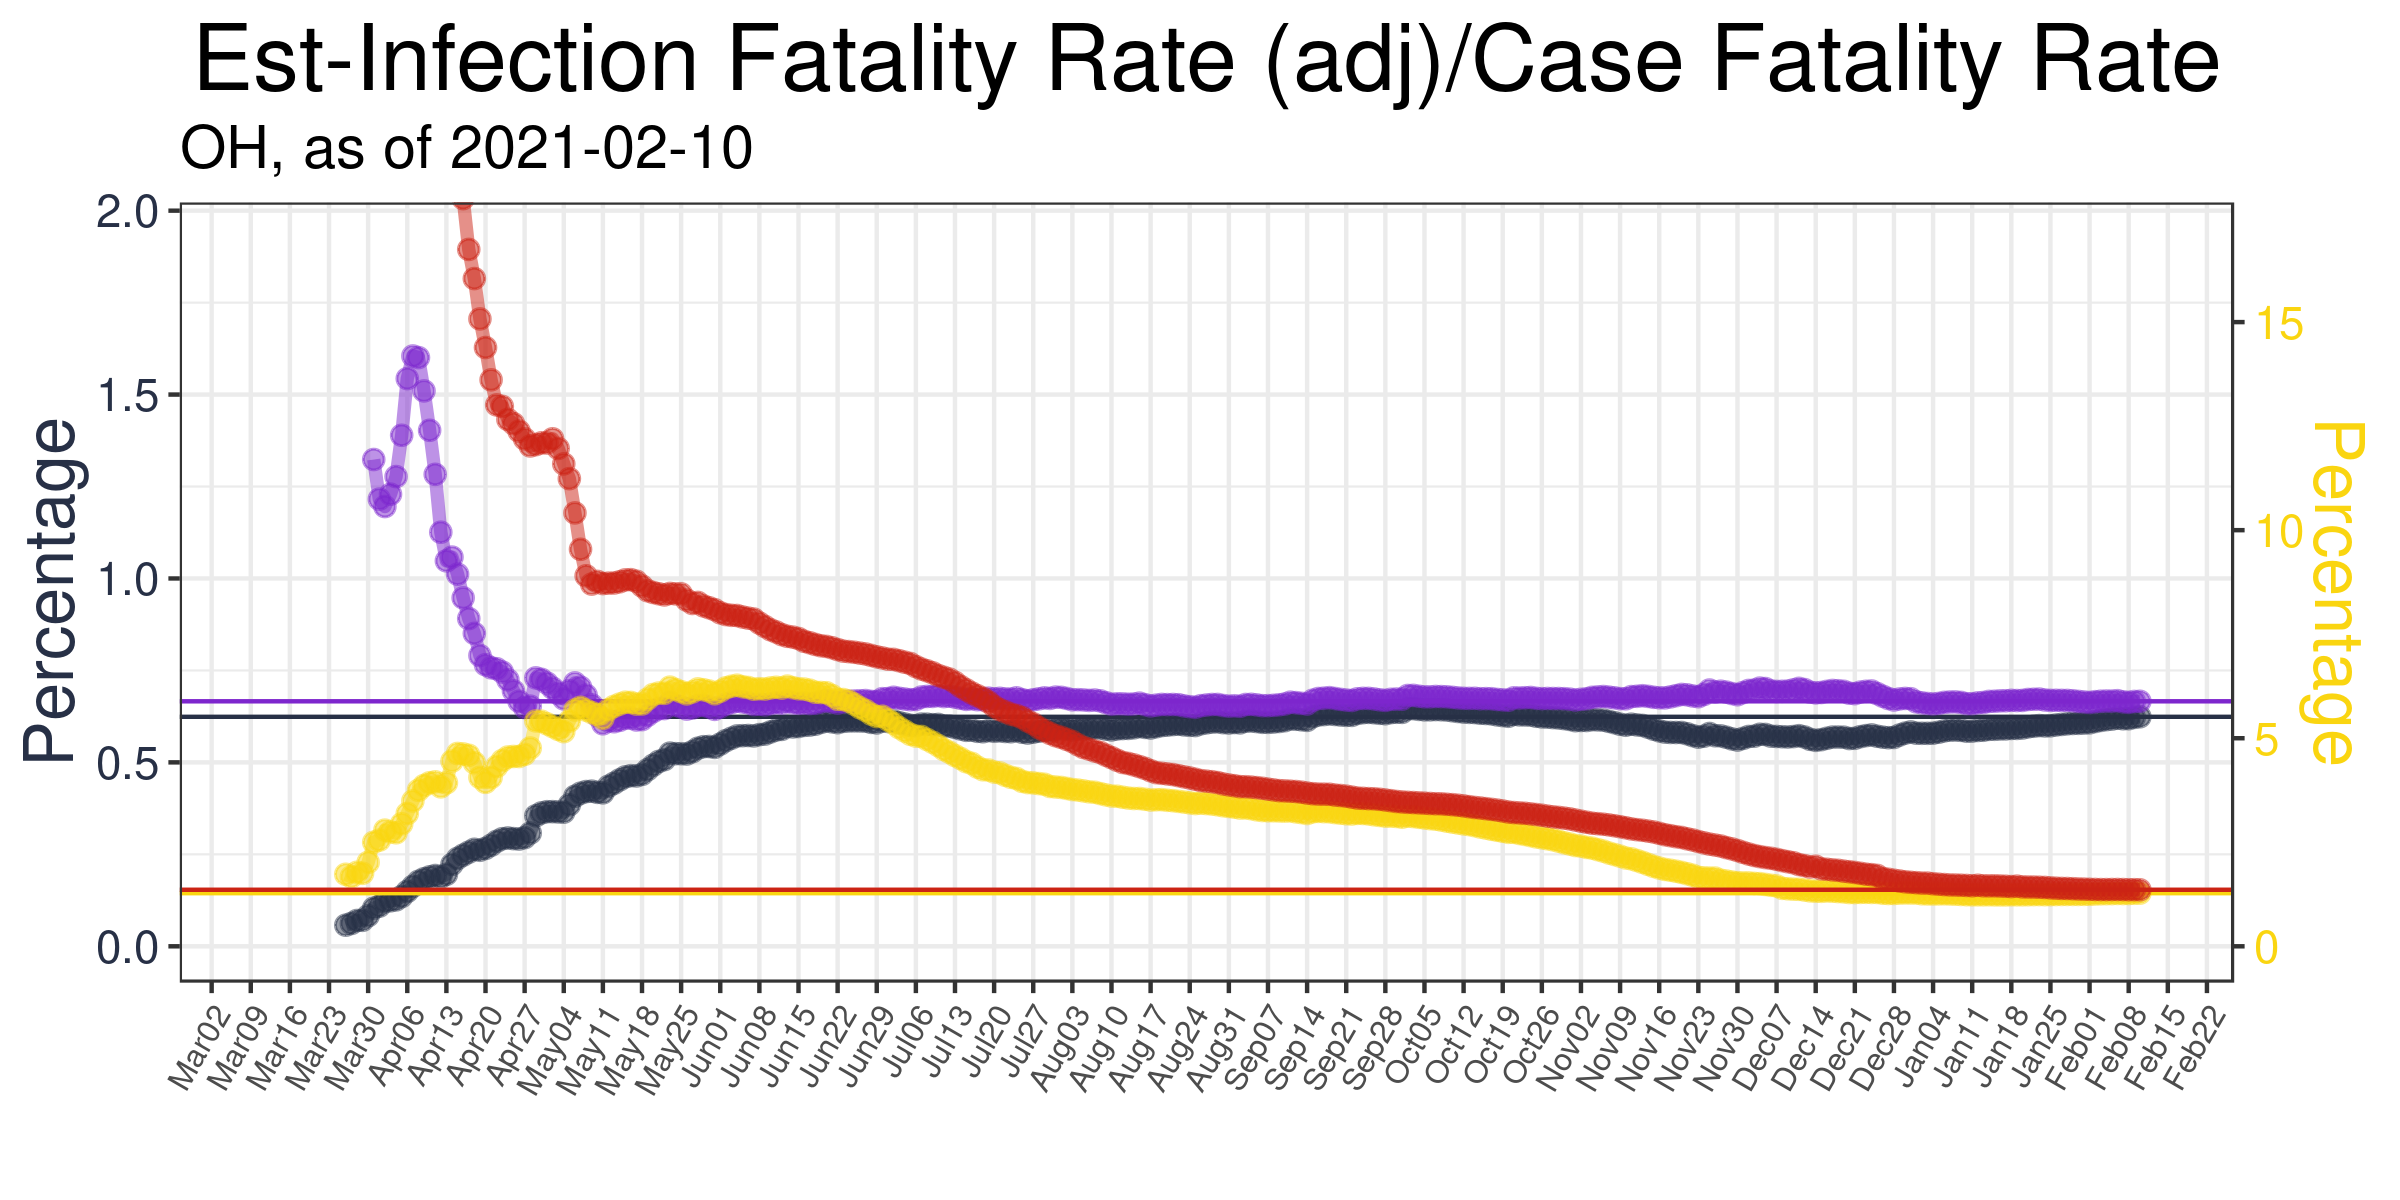 Est-Infection Fatality Rate (adj)/Case Fatality Rate
OH, as of 2021-02-10
Percentage
2.0
1.5
1.0
0.5
0.0
15
10
5
0
Percentage
Mar02
Mar09
Mar16
Mar23
Mar30
Apr06
Apr13
Apr20
Apr27
May04
May11
May18
May25
Jun01
Jun08
Jun15
Jun22
Jun29
Jul06
Jul13
Jul20
Jul27
Aug03
Aug10
Aug17
Aug24
Aug31
Sep07
Sep14
Sep21
Sep28
Oct05
Oct12
Oct19
Oct26
Nov02
Nov09
Nov16
Nov23
Nov30
Dec07
Dec14
Dec21
Dec28
Jan04
Jan11
Jan18
Jan25
Feb01
Feb08
Feb15
Feb22